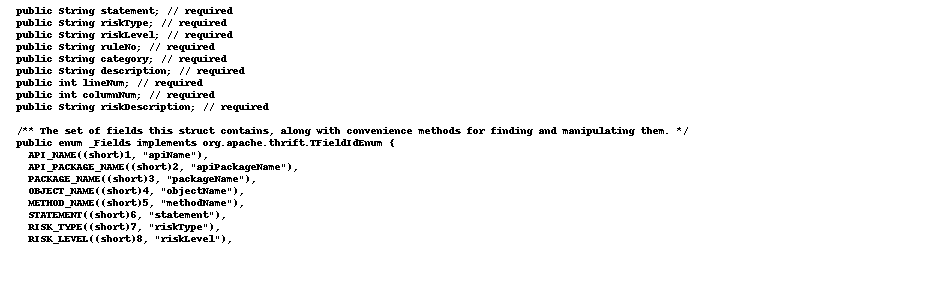 public String statement; // required
public String riskType; // required
public String riskLevel; // required
public String ruleNo; // required
public String category; // required
public String description; // required
public int lineNum; // required
public int columnNum; // required
public String riskDescription; // required
/** The set of fields this struct contains, along with convenience methods for finding and manipulating them. */
public enum _Fields implements org.apache.thrift.TFieldIdEnum {
API_NAME((short)1, "apiName"),
API_PACKAGE_NAME((short)2, "apiPackageName"),
PACKAGE_NAME((short)3, "packageName"),
OBJECT_NAME((short)4, "objectName"),
METHOD_NAME((short)5, "methodName"),
STATEMENT((short)6, "statement"),
RISK_TYPE((short)7, "riskType"),
RISK_LEVEL((short)8, "riskLevel"),